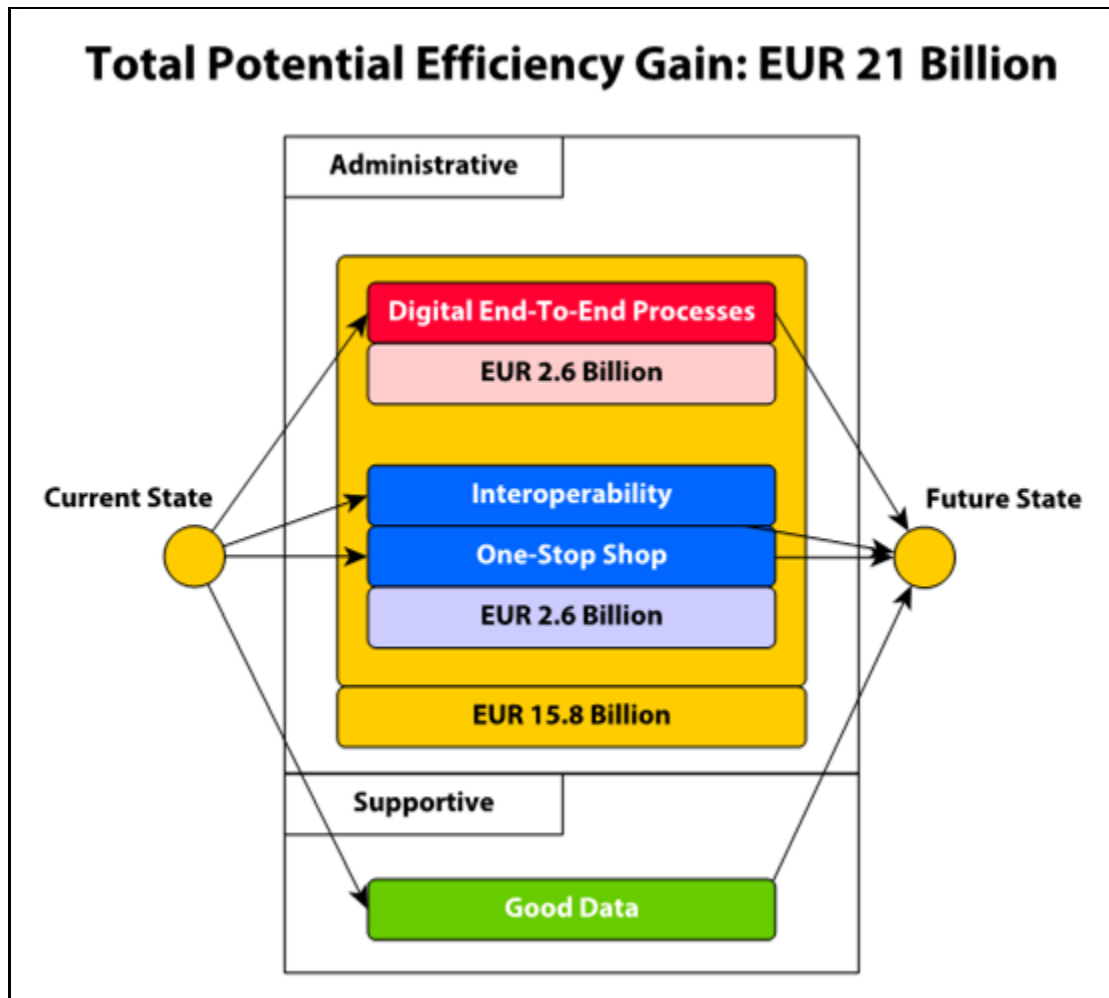 Total Potential Efficiency Gain: EUR 21 Billion
Administrative
Digital End-To-End Processes
EUR 2.6 Billion
Current State
Interoperability
Future State
One-Stop Shop
EUR 2.6 Billion
EUR 15.8 Billion
Supportive
Good Data